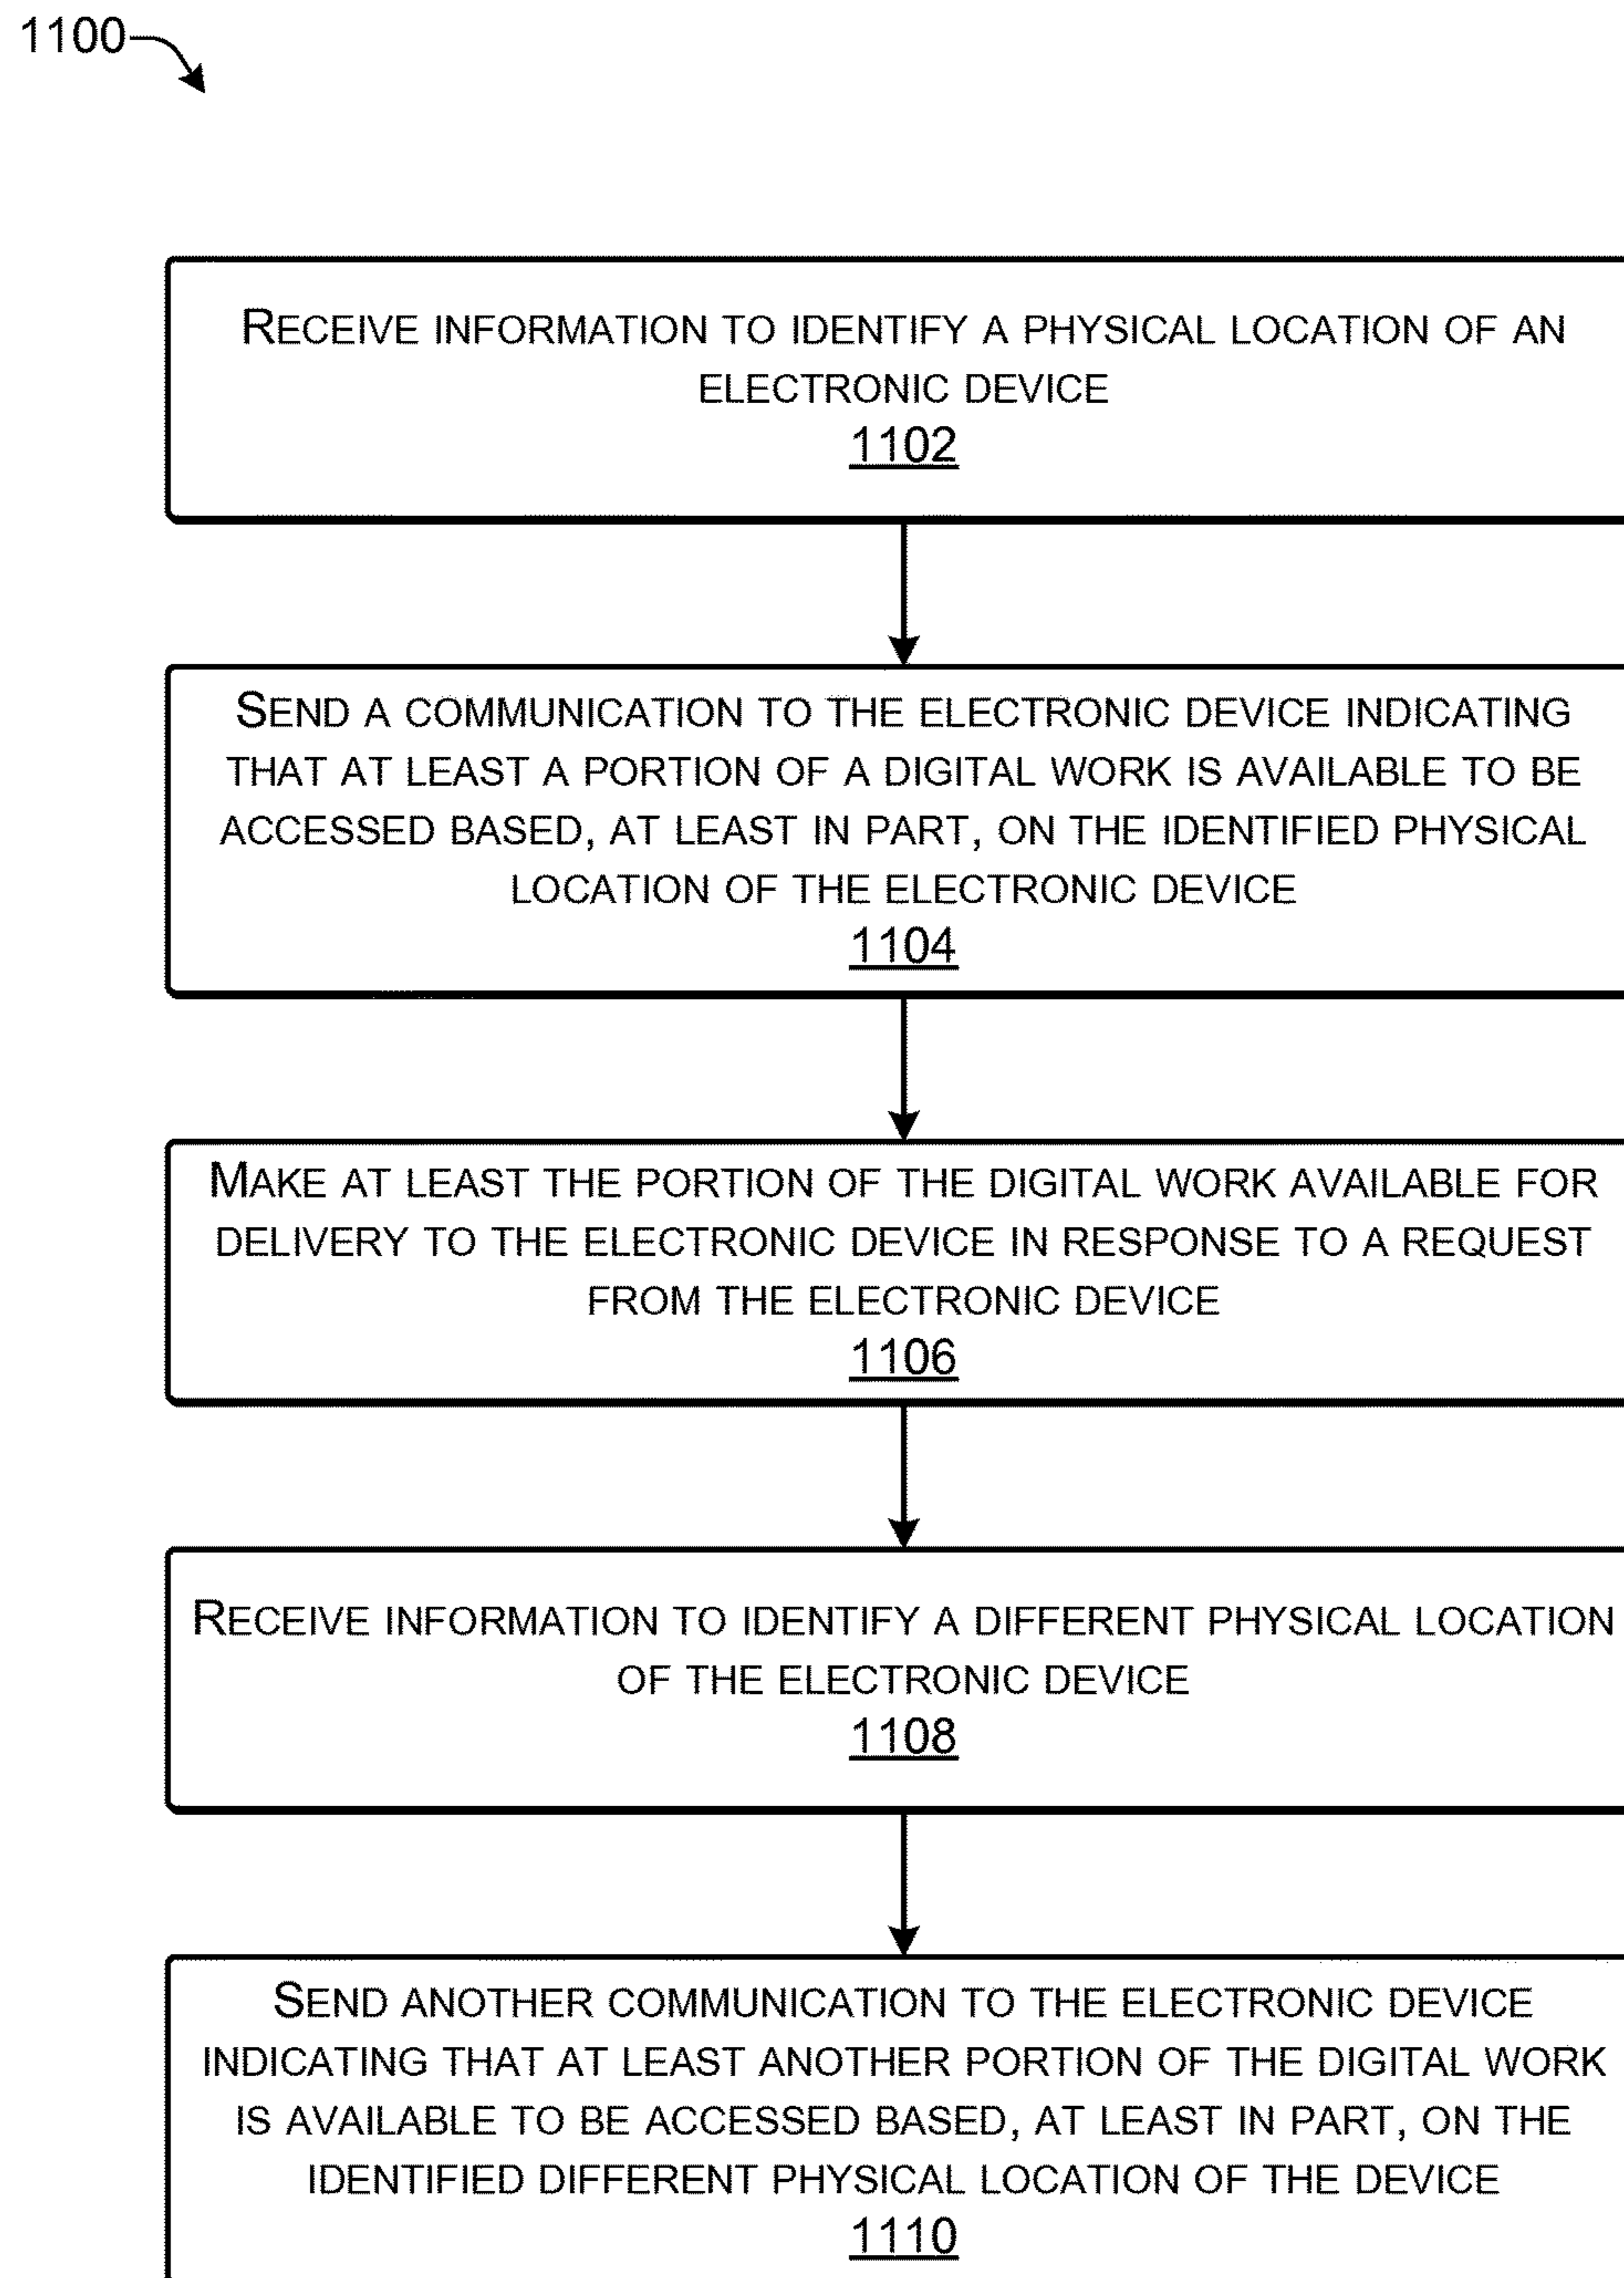 1100
RECEIVE INFORMATION TO IDENTIFY A PHYSICAL LOCATION OF AN
ELECTRONIC DEVICE
1102
SEND A COMMUNICATION TO THE ELECTRONIC DEVICE INDICATING
THAT AT LEAST A PORTION OF A DIGITAL WORK IS AVAILABLE TO BE
ACCESSED BASED, AT LEAST IN PART, ON THE IDENTIFIED PHYSICAL
LOCATION OF THE ELECTRONIC DEVICE
1104
MAKE AT LEAST THE PORTION OF THE DIGITAL WORK AVAILABLE FOR
DELIVERY TO THE ELECTRONIC DEVICE IN RESPONSE TO A REQUEST
FROM THE ELECTRONIC DEVICE
1106
RECEIVE INFORMATION TO IDENTIFY A DIFFERENT PHYSICAL LOCATION
OF THE ELECTRONIC DEVICE
1108
SEND ANOTHER COMMUNICATION TO THE ELECTRONIC DEVICE
INDICATING THAT AT LEAST ANOTHER PORTION OF THE DIGITAL WORK
IS AVAILABLE TO BE ACCESSED BASED, AT LEAST IN PART, ON THE
IDENTIFIED DIFFERENT PHYSICAL LOCATION OF THE DEVICE
1110